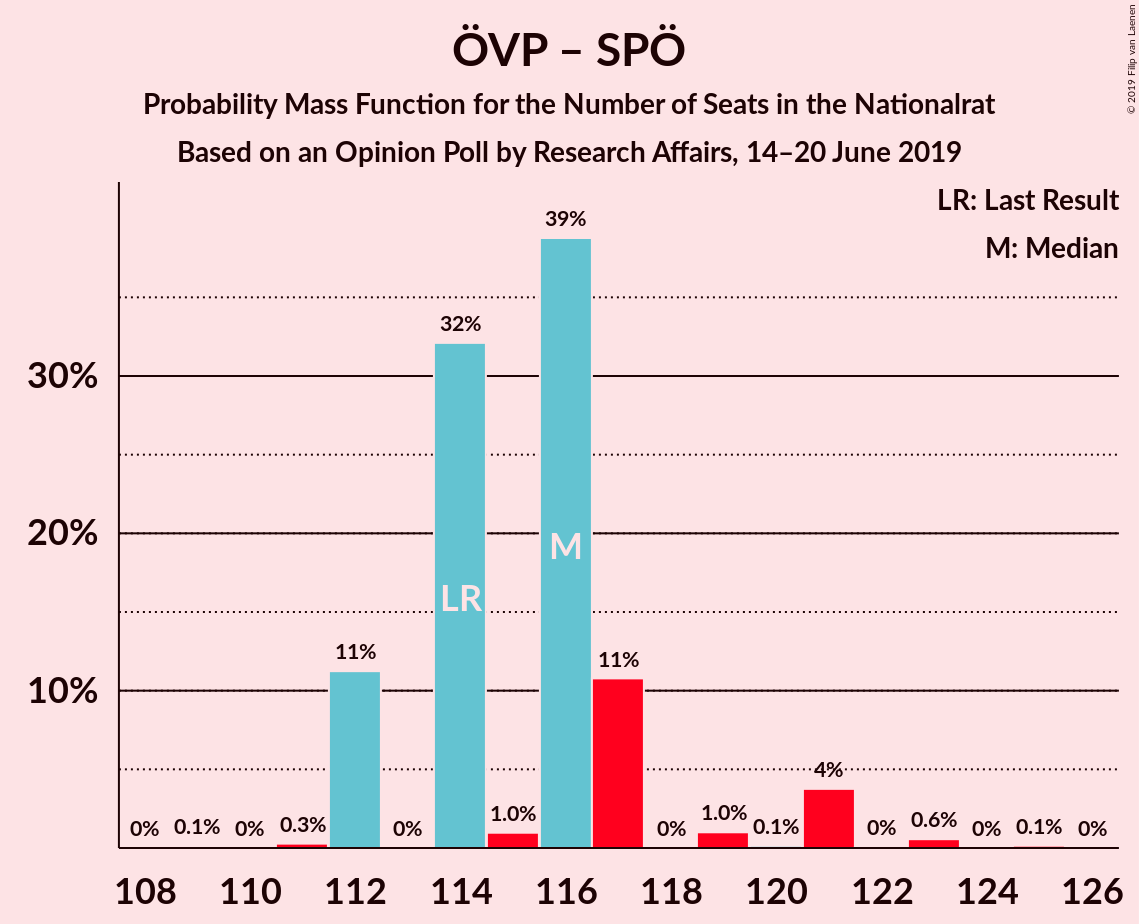 ÖVP – SPÖ
Probability Mass Function for the Number of Seats in the Nationalrat
Based on an Opinion Poll by Research Affairs, 14–20 June 2019
© 2019 Filip van Laenen
LR: Last Result
M: Median
39%
32%
30%
20%
M
LR
11%
11%
10%
4%
0%
0.1%
0%
0.3%
0%
1.0%
0%
1.0%
0.1%
0%
0.6%
0%
0.1%
0%
108 110 112 114 116 118 120 122 124 126